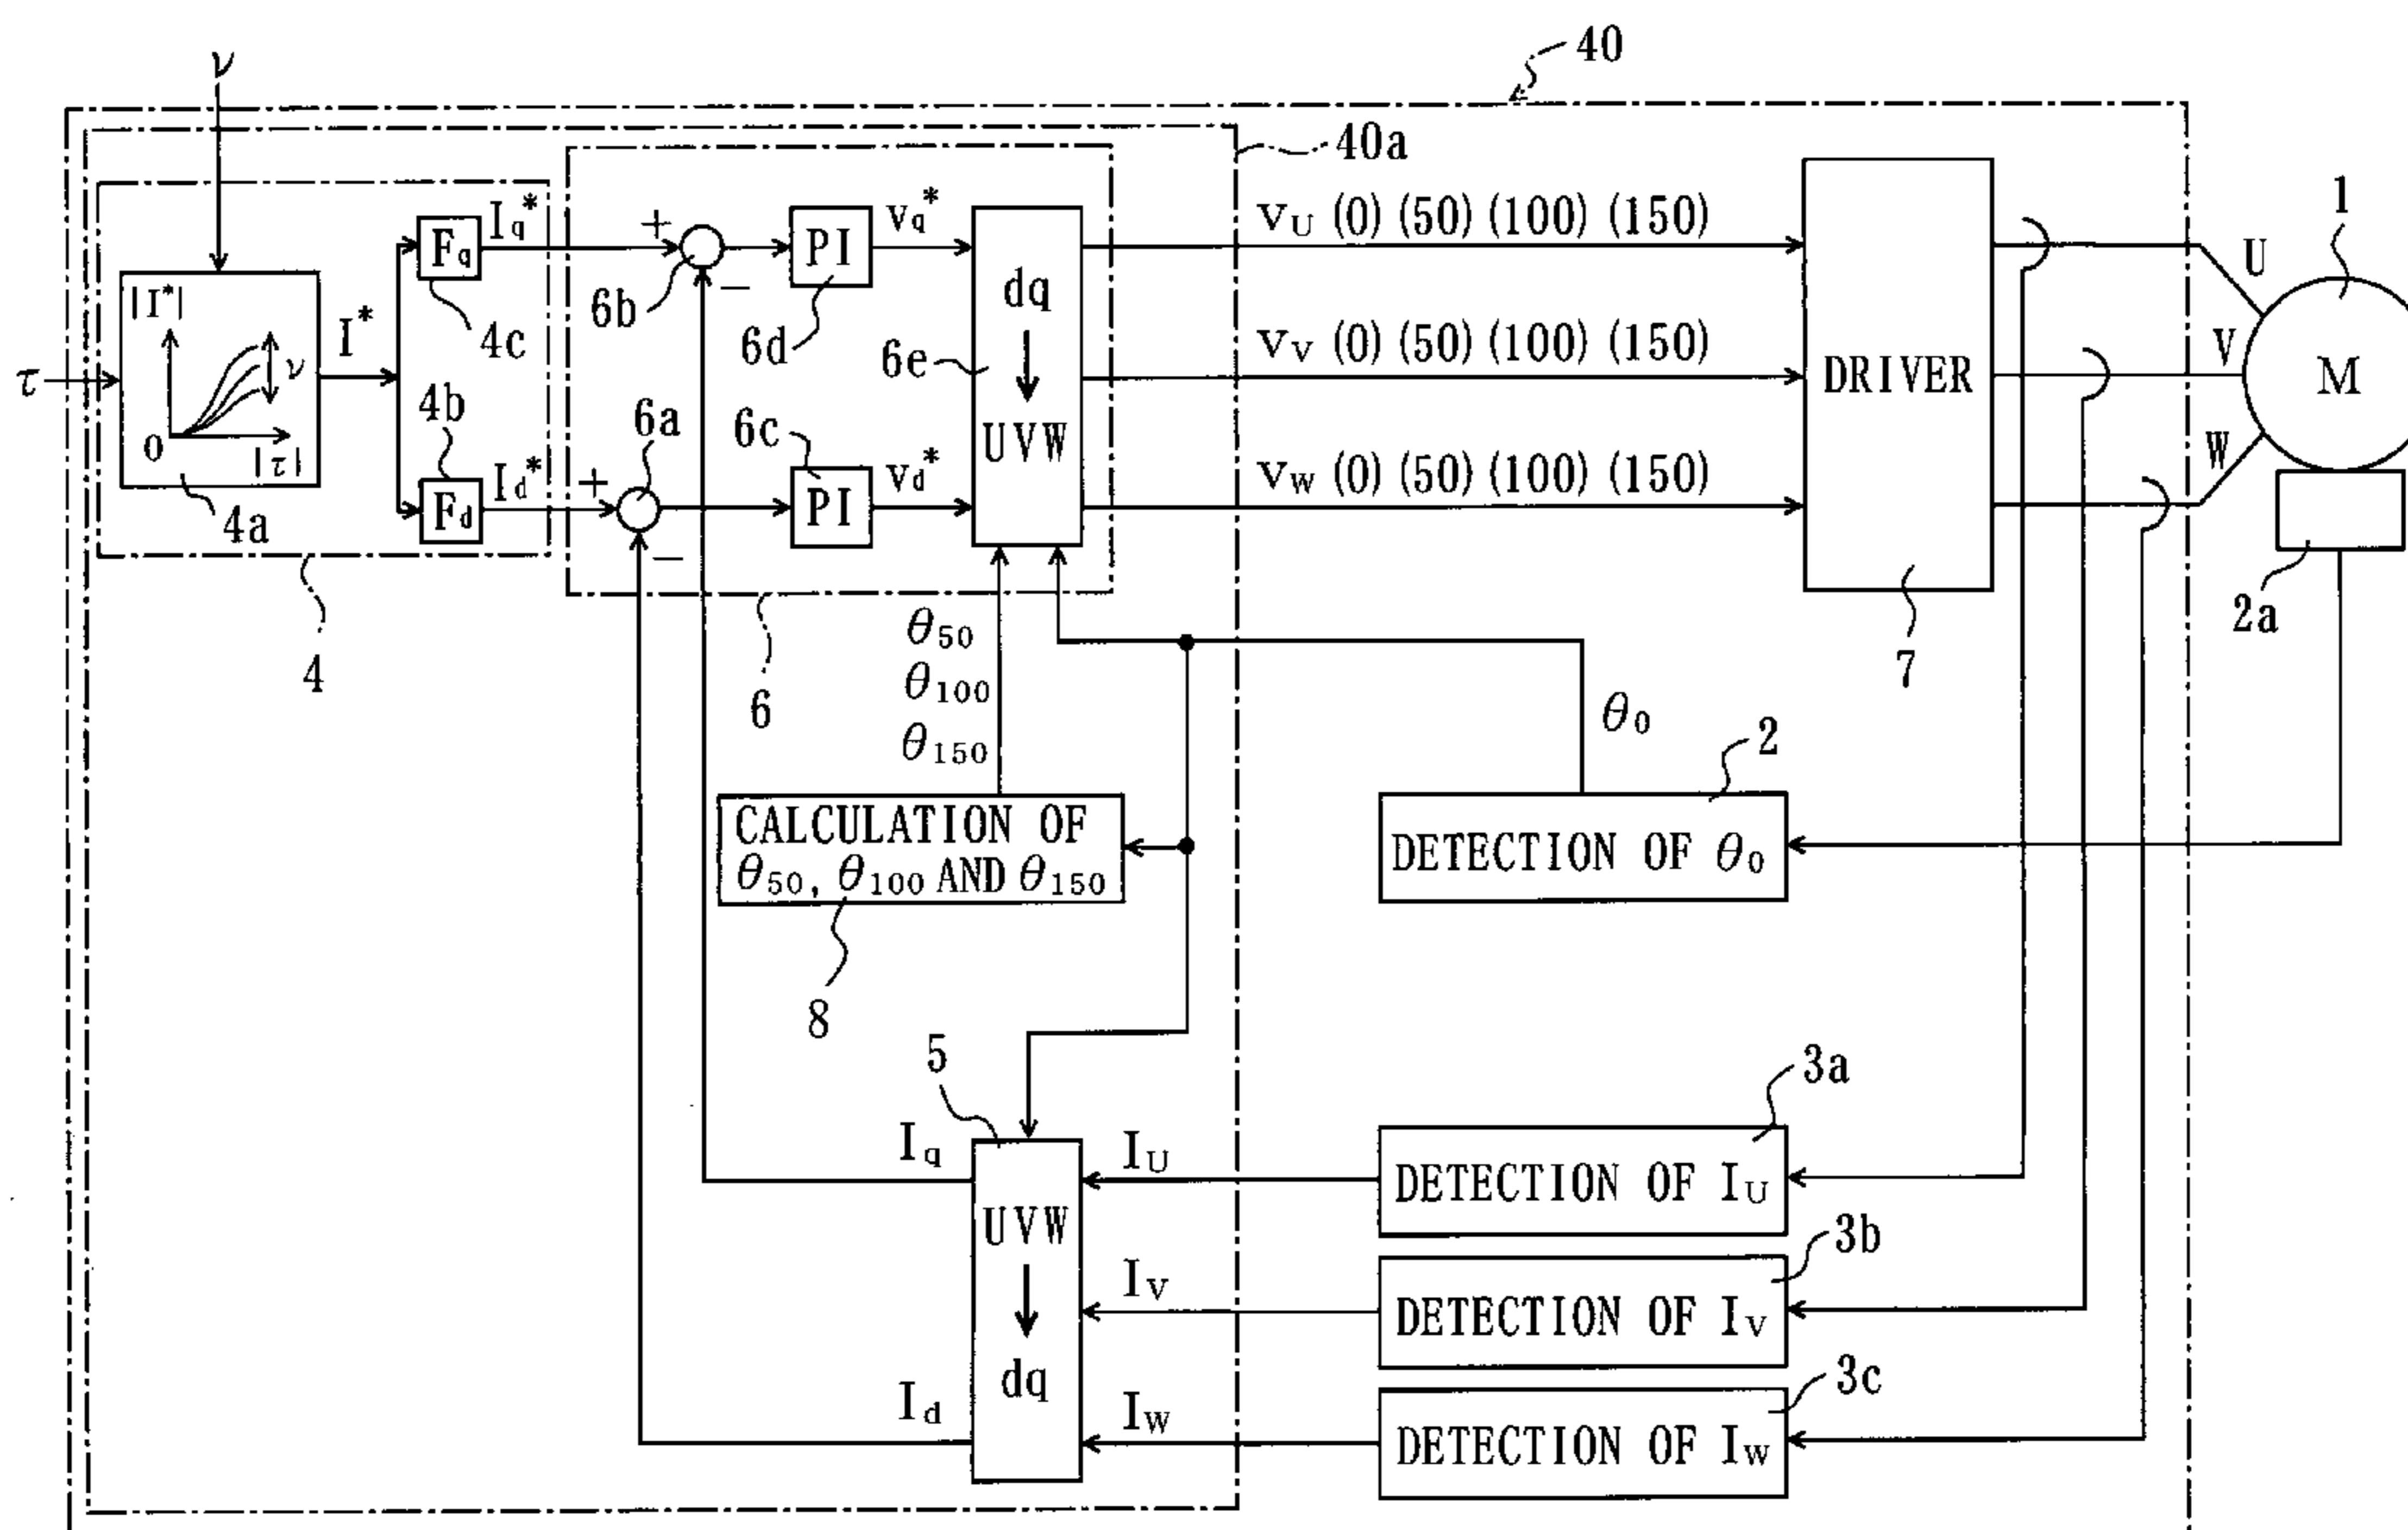 40
ν
40a
4
|I*|
ν
0
|τ|
4a
τ
I*
Fq
4c
Iq*
4b
Fd
Id*
+
−
6b
6a
+
−
PI
6d
vq*
6c
PI
vd*
dq
UVW
6e
6
vU (0) (50) (100) (150)
vV (0) (50) (100) (150)
vW (0) (50) (100) (150)
DRIVER
7
U
V
W
1
M
2a
θ50
θ100
θ150
θ0
2
DETECTION OF θ0
CALCULATION OF
θ50, θ100 AND θ150
8
5
UVW
dq
Iq
Id
IU
IV
IW
3a
DETECTION OF IU
3b
DETECTION OF IV
3c
DETECTION OF IW